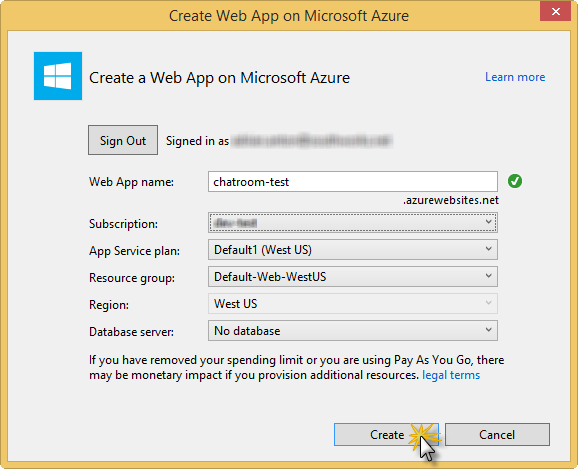 Create Web App on Microsoft Azure
Create a Web App on Microsoft Azure
Learn more
Sign Out Signed in as
Web App name: chatroom-test
.azurewebsites.net
Subscription:
App Service plan: Default1 (West US)
Resource group: Default-Web-WestUS
Region: West US
Database server: No database
If you have removed your spending limit or you are using Pay As You Go, there
may be monetary impact if you provision additional resources. legal terms
Create Cancel